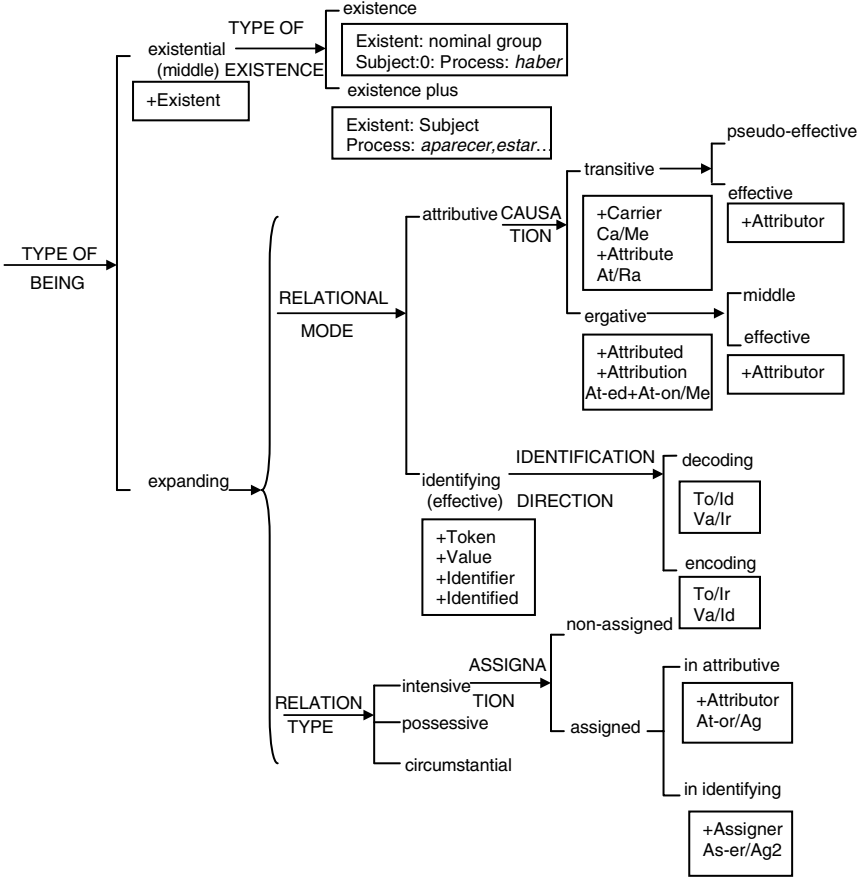 TYPE OF
BEING
existential
(middle)
+Existent
TYPE OF
EXISTENCE
existence
Existent: nominal group
Subject:0: Process: haber
existence plus
Existent: Subject
Process: aparecer,estar…
expanding
RELATIONAL
MODE
attributive
CAUSA
TION
transitive
+Carrier
Ca/Me
+Attribute
At/Ra
pseudo-effective
effective
+Attributor
ergative
+Attributed
+Attribution
At-ed+At-on/Me
middle
effective
+Attributor
identifying
(effective)
+Token
+Value
+Identifier
+Identified
IDENTIFICATION
DIRECTION
decoding
To/Id
Va/Ir
encoding
To/Ir
Va/Id
RELATION
TYPE
intensive
possessive
circumstantial
ASSIGNA
TION
non-assigned
assigned
in attributive
+Attributor
At-or/Ag
in identifying
+Assigner
As-er/Ag2